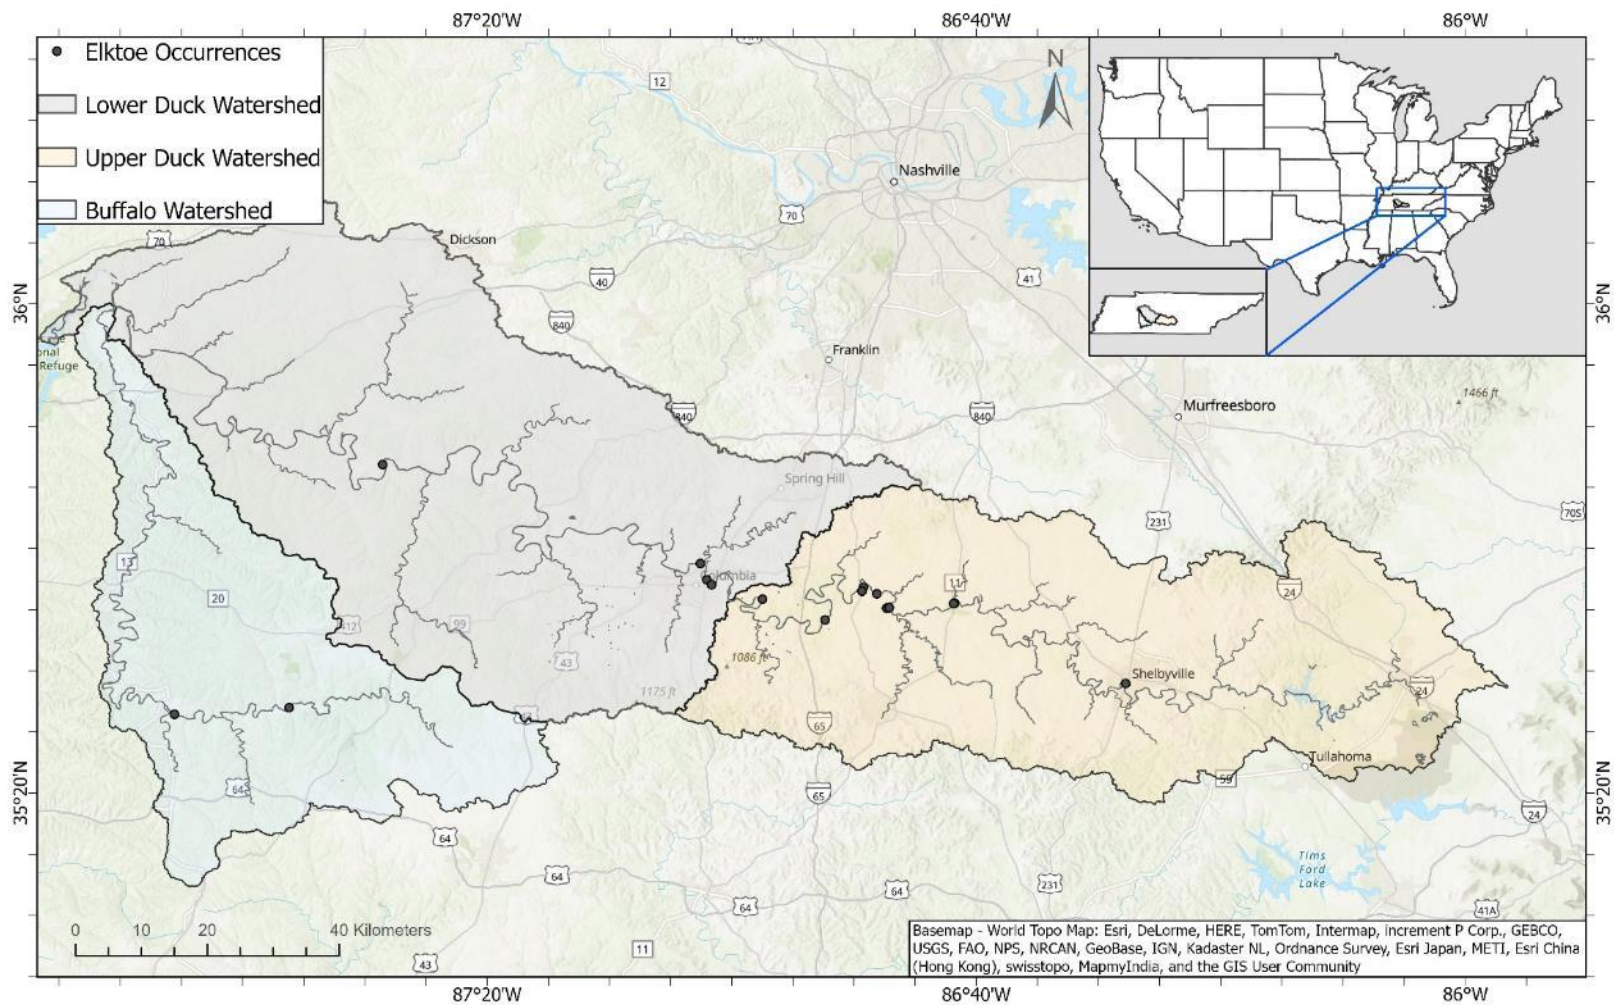 87°20'W
86°40'W
86°W
Elktoe Occurrences
Lower Duck Watershed
Upper Duck Watershed
Buffalo Watershed
N
12
Nashville
70
70
Dickson
40
41
36°N
36°N
840
Franklin
onal
Refuge
840
840
Murfreesboro
1466 ft
Spring Hill
70S
231
13
Columbia
11
24
20
412
99
43
1086 ft
1175 ft
Shelbyville
24
65
Tullahoma
35°20'N
35°20'N
64
65
55
24
64
64
64
64
231
Tims
Ford
Lake
41A
0 10 20 40 Kilometers
11
43
Basemap - World Topo Map: Esri, DeLorme, HERE, TomTom, Intermap, increment P Corp., GEBCO,
USGS, FAO, NPS, NRCAN, GeoBase, IGN, Kadaster NL, Ordnance Survey, Esri Japan, METI, Esri China
(Hong Kong), swisstopo, MapmyIndia, and the GIS User Community
87°20'W
86°40'W
86°W